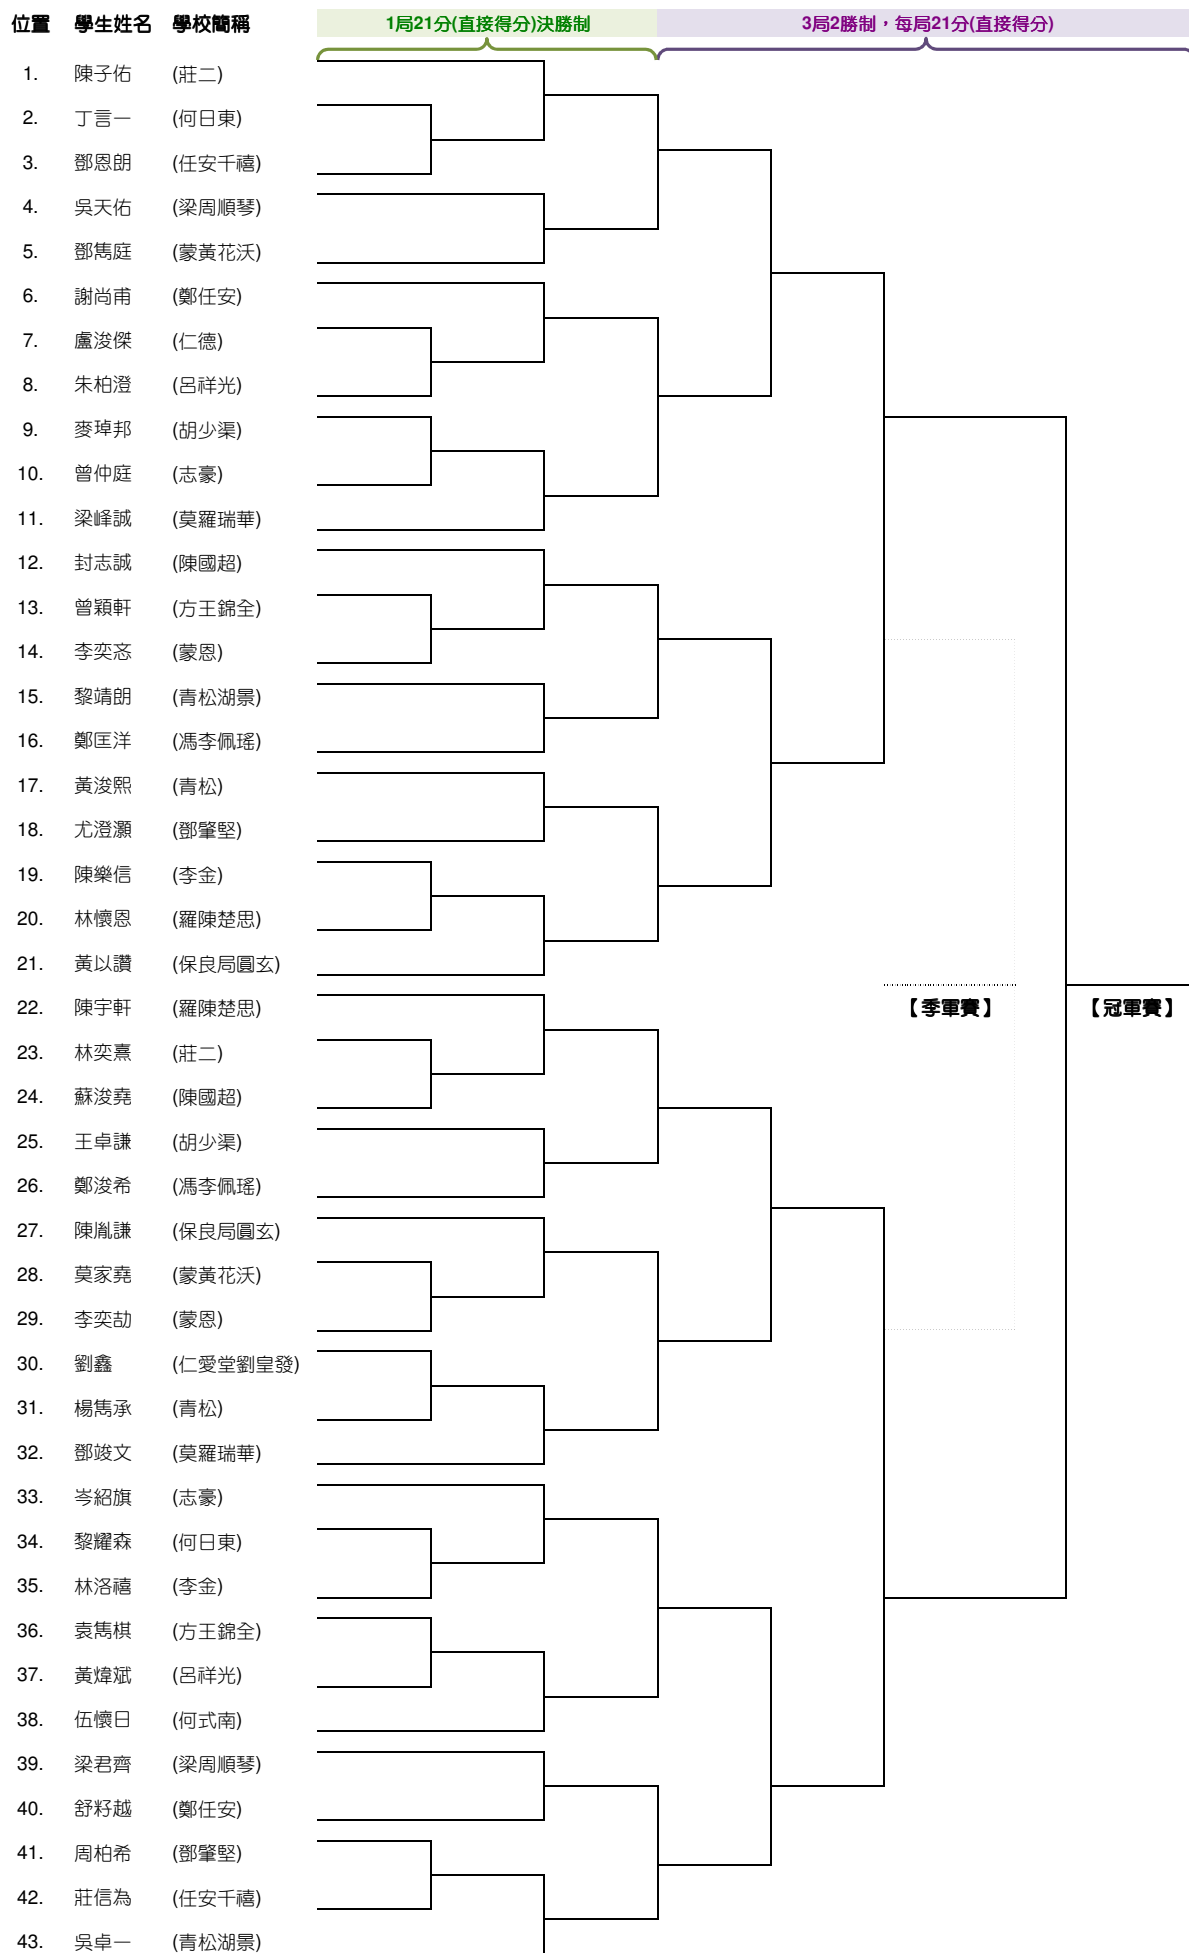 位置 學生姓名 學校簡稱 1局21分(直接得分)決勝制 3局2勝制，每局21分(直接得分)
1. 陳子佑 (莊二)
2. 丁言一 (何日東)
3. 鄧恩朗 (任安千禧)
4. 吳天佑 (梁周順琴)
5. 鄧雋庭 (蒙黃花沃)
6. 謝尚甫 (鄭任安)
7. 盧浚傑 (仁德)
8. 朱柏澄 (呂祥光)
9. 麥琸邦 (胡少渠)
10. 曾仲庭 (志豪)
11. 梁峰誠 (莫羅瑞華)
12. 封志誠 (陳國超)
13. 曾穎軒 (方王錦全)
14. 李奕忞 (蒙恩)
15. 黎靖朗 (青松湖景)
16. 鄭匡洋 (馮李佩瑤)
17. 黃浚熙 (青松)
18. 尤澄灝 (鄧肇堅)
19. 陳樂信 (李金)
20. 林懷恩 (羅陳楚思)
21. 黃以讚 (保良局圓玄)
22. 陳宇軒 (羅陳楚思) 【季軍賽】 【冠軍賽】
23. 林奕熹 (莊二)
24. 蘇浚堯 (陳國超)
25. 王卓謙 (胡少渠)
26. 鄭浚希 (馮李佩瑤)
27. 陳胤謙 (保良局圓玄)
28. 莫家堯 (蒙黃花沃)
29. 李奕劼 (蒙恩)
30. 劉鑫 (仁愛堂劉皇發)
31. 楊雋承 (青松)
32. 鄧竣文 (莫羅瑞華)
33. 岑紹旗 (志豪)
34. 黎耀森 (何日東)
35. 林洛禧 (李金)
36. 袁雋棋 (方王錦全)
37. 黃煒斌 (呂祥光)
38. 伍懷日 (何式南)
39. 梁君齊 (梁周順琴)
40. 舒籽越 (鄭任安)
41. 周柏希 (鄧肇堅)
42. 莊信為 (任安千禧)
43. 吳卓一 (青松湖景)